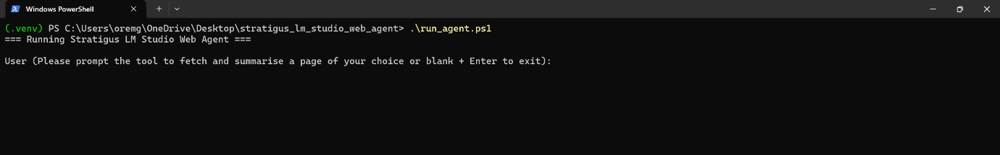 Windows PowerShell
(.venv) PS C:\Users\oremg\OneDrive\Desktop\stratigus_lm_studio_web_agent> .\run_agent.ps1
=== Running Stratigus LM Studio Web Agent ===
User (Please prompt the tool to fetch and summarise a page of your choice or blank + Enter to exit):